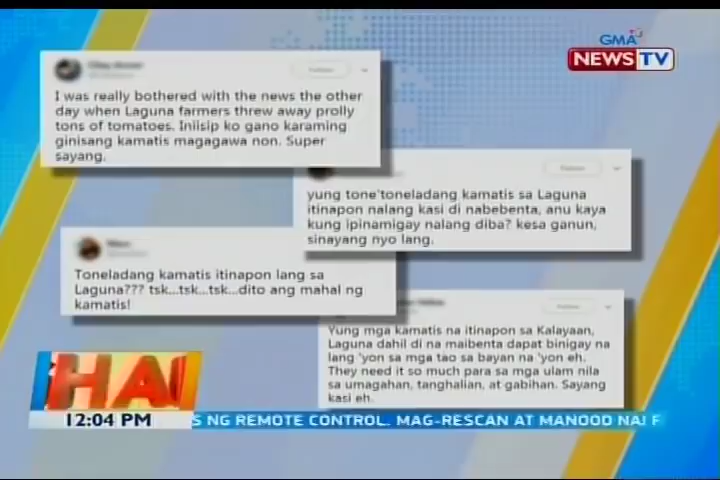 GMA
NEWS TV
I was really bothered with the news the other
day when Laguna farmers threw away prolly
tons of tomatoes. Iniisip ko gano karaming
ginisang kamatis magagawa non. Super
sayang.
yung tone'toneladang kamatis sa Laguna
itinapon nalang kasi di nabebenta, anu kaya
kung ipinamigay nalang diba? kesa ganun,
sinayang nyo lang.
Toneladang kamatis itinapon lang sa
Laguna??? tsk...tsk...tsk...dito ang mahal ng
kamatis!
Yung mga kamatis na itinapon sa Kalayaan,
Laguna dahil di na maibenta dapat binigay na
lang 'yon sa mga tao sa bayan na 'yon eh.
They need it so much para sa mga ulam nila
sa umagahan, tanghalian, at gabihan. Sayang
kasi eh.
HA
12:04 PM
S NG REMOTE CONTROL, MAG-RESCAN AT MANOOD NA! F